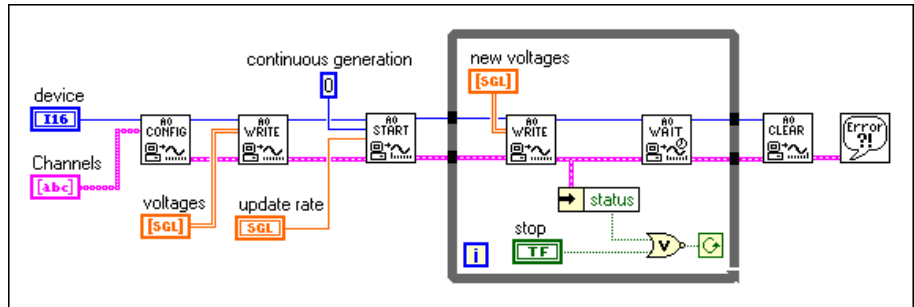 continuous generation
0
new voltages
[SGL]
device
I16
AO
CONFIG
AO
WRITE
AO
START
AO
WRITE
AO
WAIT
AO
CLEAR
Error
?!
Channels
[abc]
voltages
[SGL]
update rate
SGL
status
stop
TF
V
i